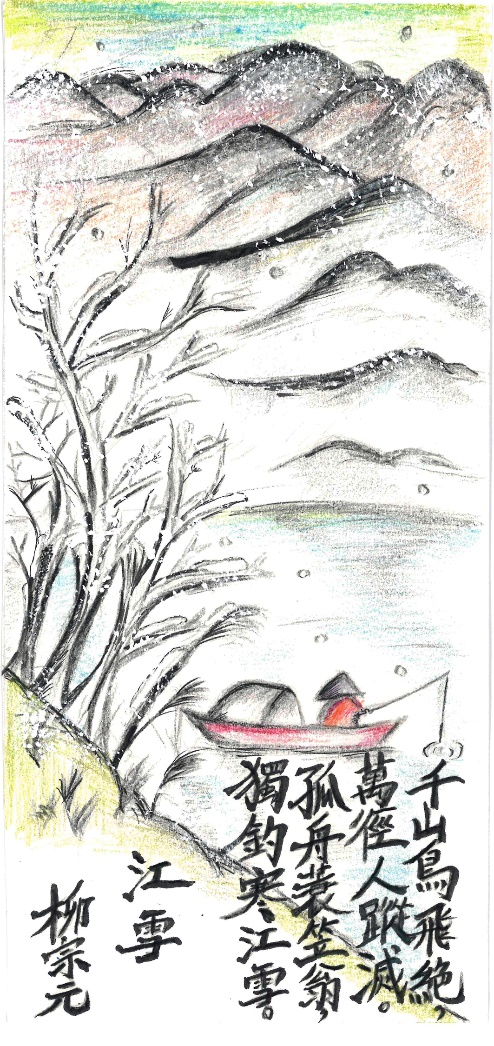 千山鳥飛絕，
萬徑人蹤滅。
孤舟蓑笠翁，
獨釣寒江雪。
江雪
柳宗元